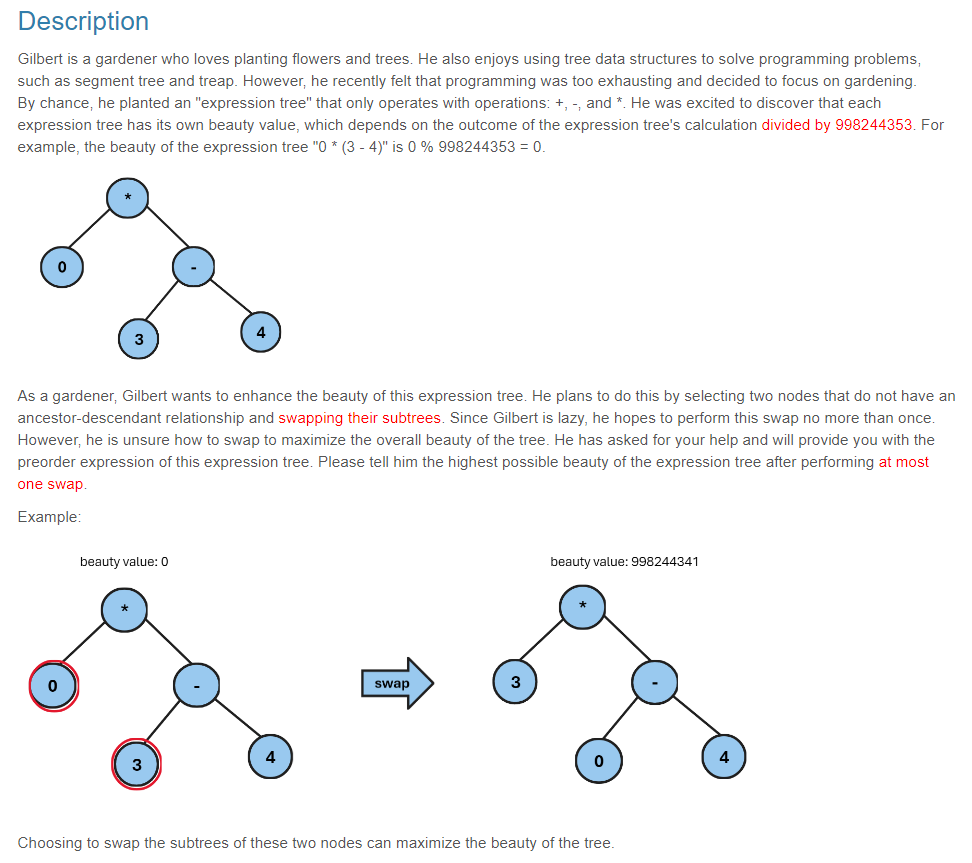 Description
Gilbert is a gardener who loves planting flowers and trees. He also enjoys using tree data structures to solve programming problems,
such as segment tree and treap. However, he recently felt that programming was too exhausting and decided to focus on gardening.
By chance, he planted an "expression tree" that only operates with operations: +, -, and *. He was excited to discover that each
expression tree has its own beauty value, which depends on the outcome of the expression tree's calculation divided by 998244353. For
example, the beauty of the expression tree "0 * (3 - 4)" is 0 % 998244353 = 0.
*
0
-
3
4
As a gardener, Gilbert wants to enhance the beauty of this expression tree. He plans to do this by selecting two nodes that do not have an
ancestor-descendant relationship and swapping their subtrees. Since Gilbert is lazy, he hopes to perform this swap no more than once.
However, he is unsure how to swap to maximize the overall beauty of the tree. He has asked for your help and will provide you with the
preorder expression of this expression tree. Please tell him the highest possible beauty of the expression tree after performing at most
one swap.
Example:
beauty value: 0
*
0
-
3
4
swap
beauty value: 998244341
*
3
-
0
4
Choosing to swap the subtrees of these two nodes can maximize the beauty of the tree.